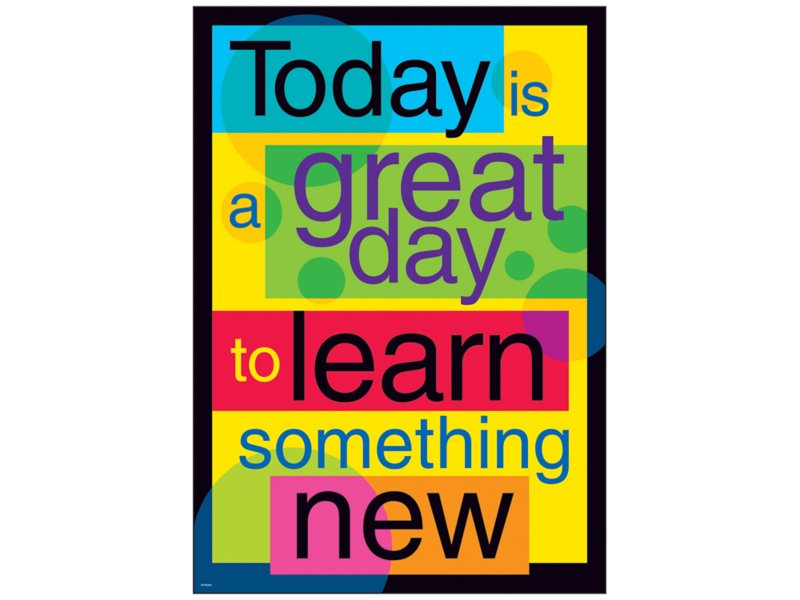 Today is
a great
day
to learn
something
new